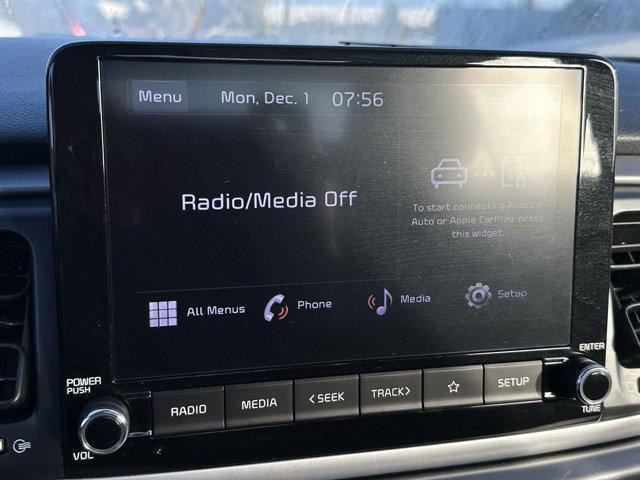 Menu Mon, Dec. 1 07:56
Radio/Media Off
To start connecting Android
Auto or Apple CarPlay, press
this widget.
All Menus Phone Media Setup
POWER
PUSH
VOL
RADIO MEDIA <SEEK TRACK> SETUP
ENTER
TUNE